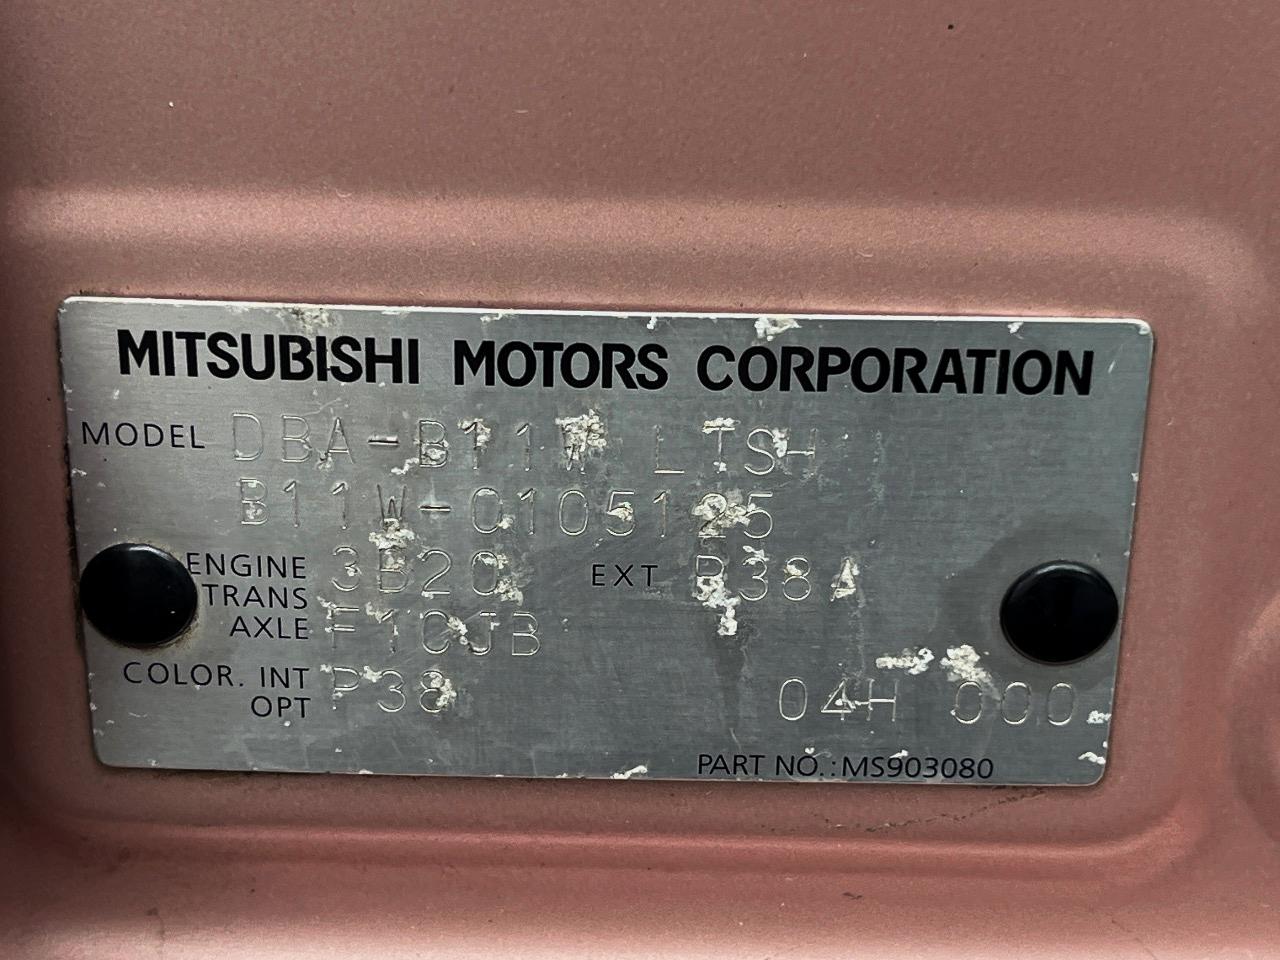 MITSUBISHI MOTORS CORPORATION
MODEL DBA-B11W LTSH
B11W-0105125
ENGINE 3B20 EXT P38A
TRANS
AXLE F1CJB
COLOR. INT P38
OPT 04H 000
PART NO.: MS903080